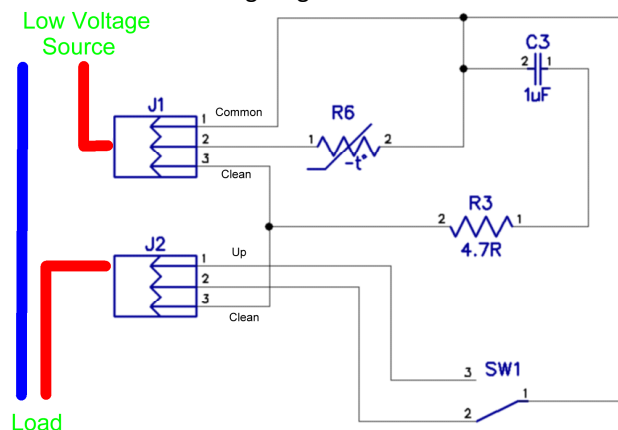 Low Voltage
Source
C3
2 1
1uF
J1
1 Common
2
3
Clean
R6
1 2
-t°
R3
2 1
4.7R
J2
1 Up
2
3
Clean
SW1
3
1
2
Load